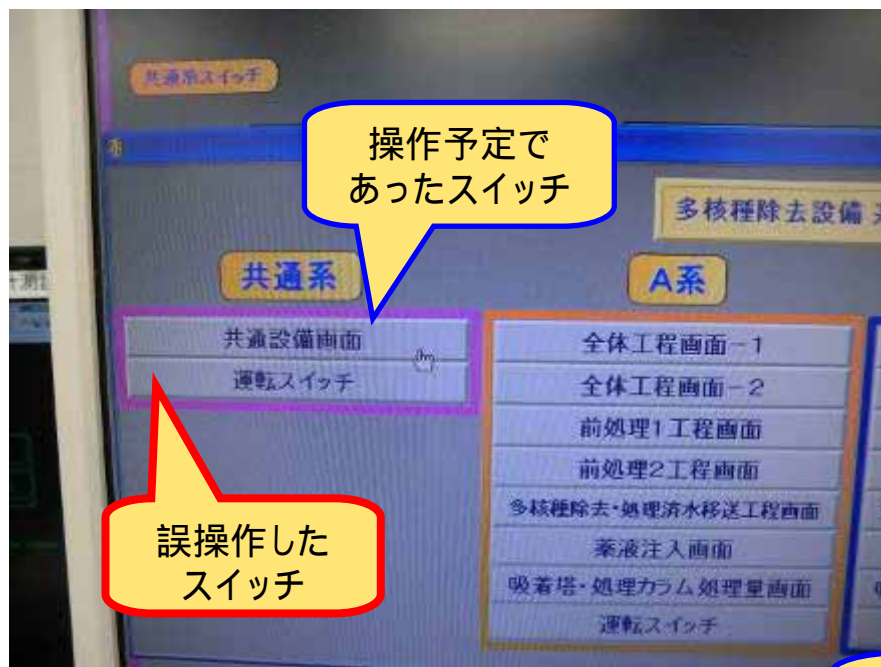 共通系スイッチ
操作予定で
あったスイッチ
多核種除去設備
共通系
A系
共通設備画面
運転スイッチ
全体工程画面-1
全体工程画面-2
前処理1工程画面
前処理2工程画面
多核種除去・処理済水移送工程画面
薬液注入画面
吸着塔・処理カラム処理量画面
運転スイッチ
誤操作した
スイッチ